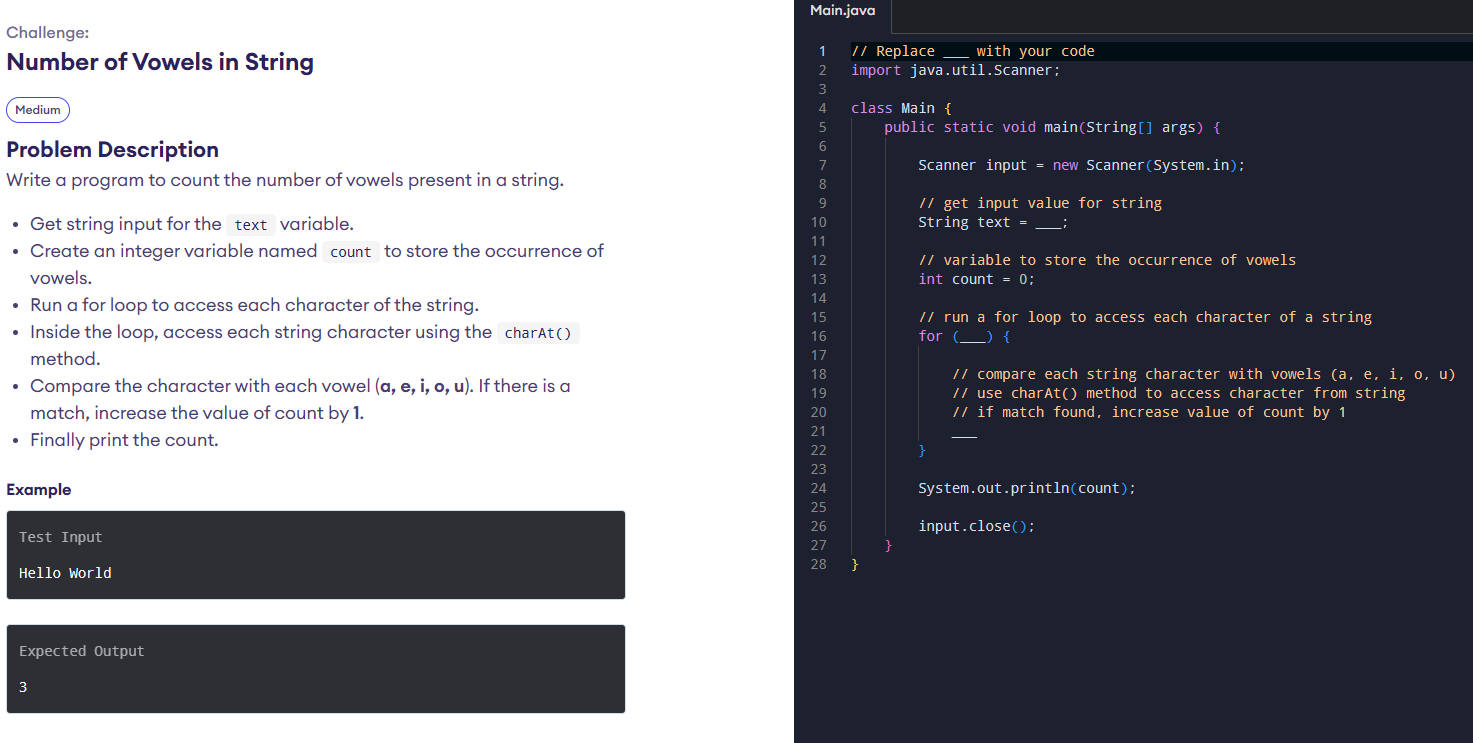 Challenge:
Number of Vowels in String
Medium
Problem Description
Write a program to count the number of vowels present in a string.
• Get string input for the text variable.
• Create an integer variable named count to store the occurrence of
vowels.
• Run a for loop to access each character of the string.
• Inside the loop, access each string character using the charAt()
method.
• Compare the character with each vowel (a, e, i, o, u). If there is a
match, increase the value of count by 1.
• Finally print the count.
Example
Test Input
Hello World
Expected Output
3
Main.java
1 // Replace ___ with your code
2 import java.util.Scanner;
3
4 class Main {
5     public static void main(String[] args) {
6
7         Scanner input = new Scanner(System.in);
8
9         // get input value for string
10         String text = ___;
11
12         // variable to store the occurrence of vowels
13         int count = 0;
14
15         // run a for loop to access each character of a string
16         for (___) {
17
18             // compare each string character with vowels (a, e, i, o, u)
19             // use charAt() method to access character from string
20             // if match found, increase value of count by 1
21             ___
22         }
23
24         System.out.println(count);
25
26         input.close();
27     }
28 }